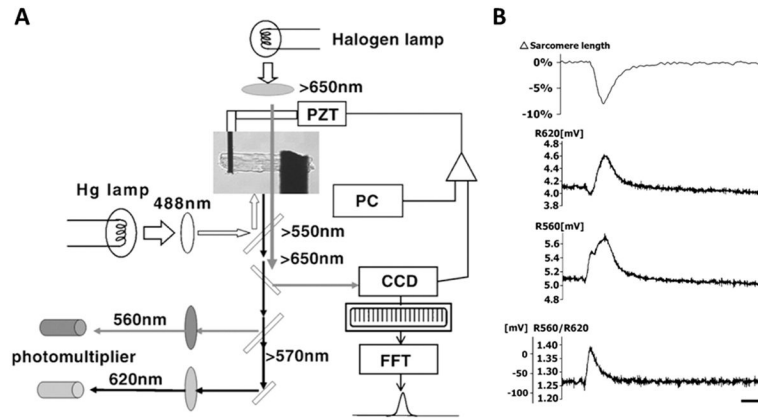 A
Halogen lamp
>650nm
PZT
Hg lamp
488nm
PC
>550nm
>650nm
CCD
560nm
photomultiplier
>570nm
620nm
FFT
B
△ Sarcomere length
0%
-5%
-10%
R620[mV]
4.8
4.6
4.4
4.2
4.0
3.8
R560[mV]
5.6
5.4
5.2
5.0
4.8
[mV] R560/R620
0 1.40
1.35
-50 1.30
1.25
-100 1.20